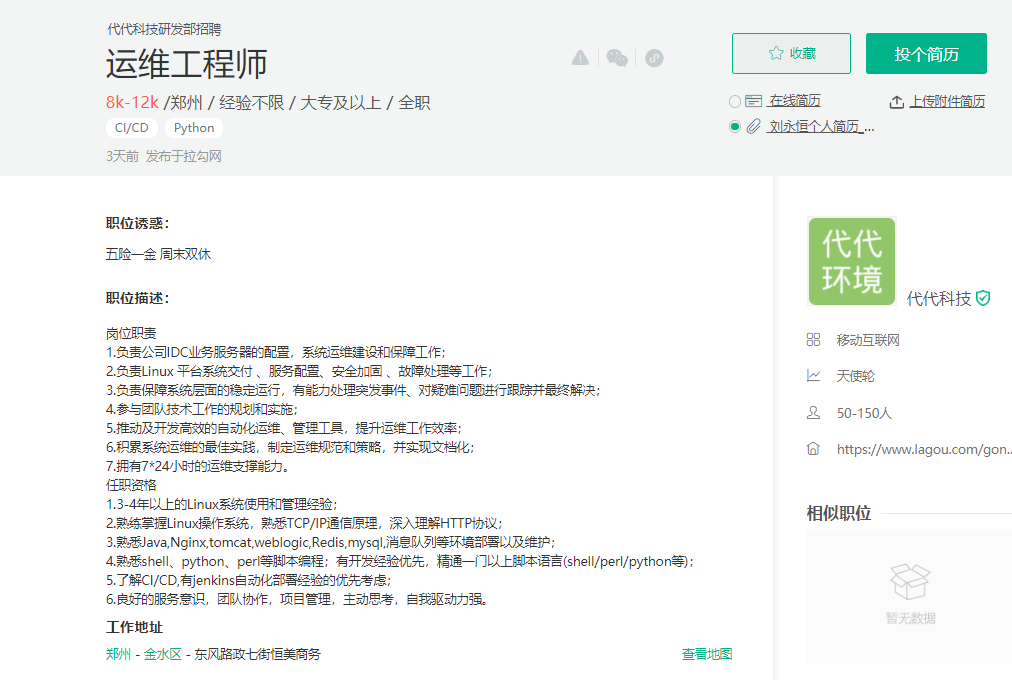 代代科技研发部招聘
运维工程师
8k-12k /郑州 / 经验不限 / 大专及以上 / 全职
CI/CD Python
3天前 发布于拉勾网
收藏
投个简历
在线简历
上传附件简历
刘永恒个人简历_...
职位诱惑：
五险一金 周末双休
职位描述：
岗位职责
1.负责公司IDC业务服务器的配置，系统运维建设和保障工作；
2.负责Linux 平台系统交付 、服务配置、安全加固 、故障处理等工作；
3.负责保障系统层面的稳定运行，有能力处理突发事件、对疑难问题进行跟踪并最终解决；
4.参与团队技术工作的规划和实施；
5.推动及开发高效的自动化运维、管理工具，提升运维工作效率；
6.积累系统运维的最佳实践，制定运维规范和策略，并实现文档化；
7.拥有7*24小时的运维支撑能力。
任职资格
1.3-4年以上的Linux系统使用和管理经验；
2.熟练掌握Linux操作系统，熟悉TCP/IP通信原理，深入理解HTTP协议；
3.熟悉Java,Nginx,tomcat,weblogic,Redis,mysql,消息队列等环境部署以及维护；
4.熟悉shell、python、perl等脚本编程；有开发经验优先，精通一门以上脚本语言(shell/perl/python等)；
5.了解CI/CD,有jenkins自动化部署经验的优先考虑；
6.良好的服务意识，团队协作，项目管理，主动思考，自我驱动力强。
工作地址
郑州 - 金水区 - 东风路政七街恒美商务
查看地图
代代
环境
代代科技
移动互联网
天使轮
50-150人
https://www.lagou.com/gon...
相似职位
暂无数据